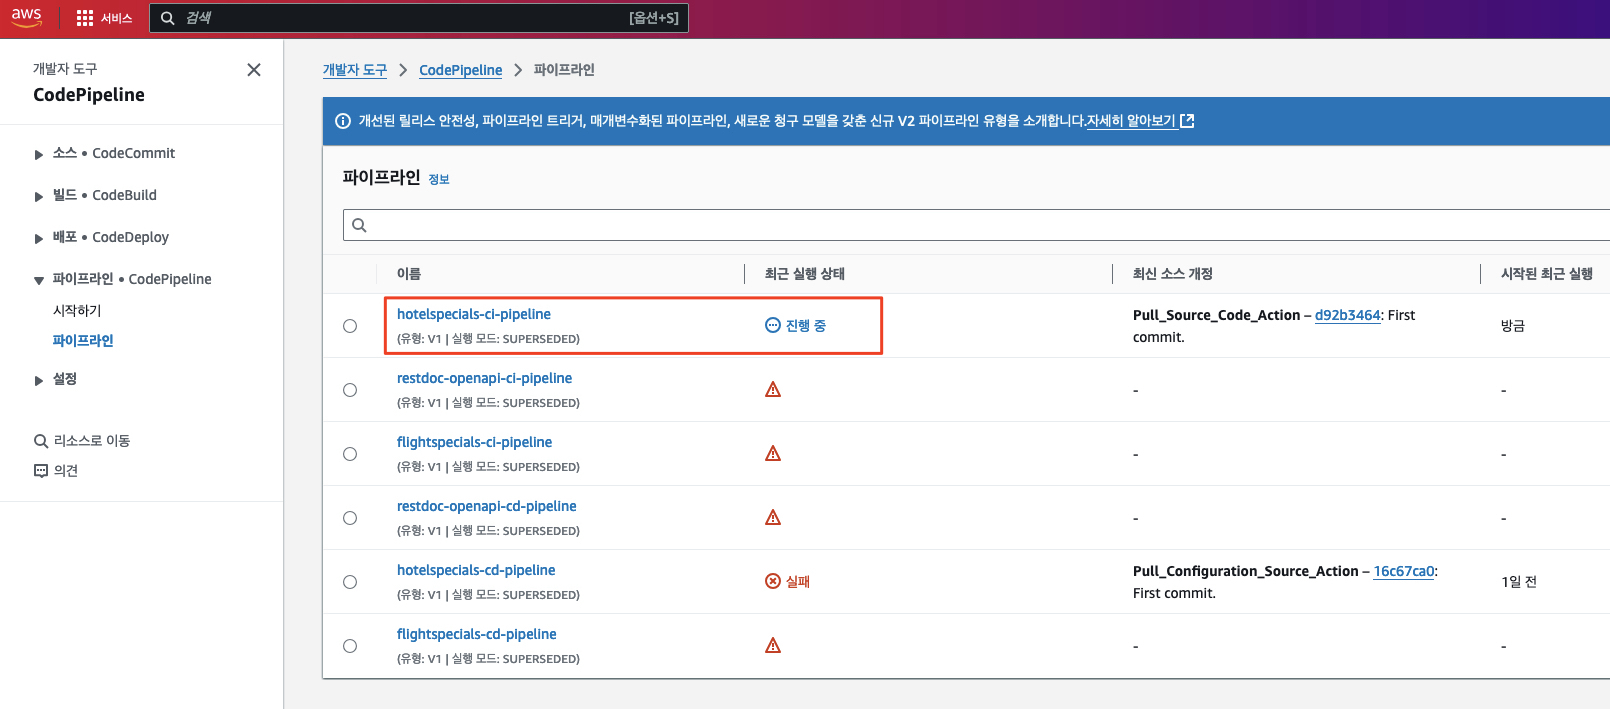 aws
서비스
검색
[옵션+S]
개발자 도구
CodePipeline
소스 • CodeCommit
빌드 • CodeBuild
배포 • CodeDeploy
파이프라인 • CodePipeline
시작하기
파이프라인
설정
리소스로 이동
의견
개발자 도구 > CodePipeline > 파이프라인
개선된 릴리스 안전성, 파이프라인 트리거, 매개변수화된 파이프라인, 새로운 청구 모델을 갖춘 신규 V2 파이프라인 유형을 소개합니다.자세히 알아보기
파이프라인 정보
이름 최근 실행 상태 최신 소스 개정 시작된 최근 실행
hotelspecials-ci-pipeline
(유형: V1 | 실행 모드: SUPERSEDED)
진행 중
Pull_Source_Code_Action – d92b3464: First
commit.
방금
restdoc-openapi-ci-pipeline
(유형: V1 | 실행 모드: SUPERSEDED)
- -
flightspecials-ci-pipeline
(유형: V1 | 실행 모드: SUPERSEDED)
- -
restdoc-openapi-cd-pipeline
(유형: V1 | 실행 모드: SUPERSEDED)
- -
hotelspecials-cd-pipeline
(유형: V1 | 실행 모드: SUPERSEDED)
실패
Pull_Configuration_Source_Action – 16c67ca0:
First commit.
1일 전
flightspecials-cd-pipeline
(유형: V1 | 실행 모드: SUPERSEDED)
- -